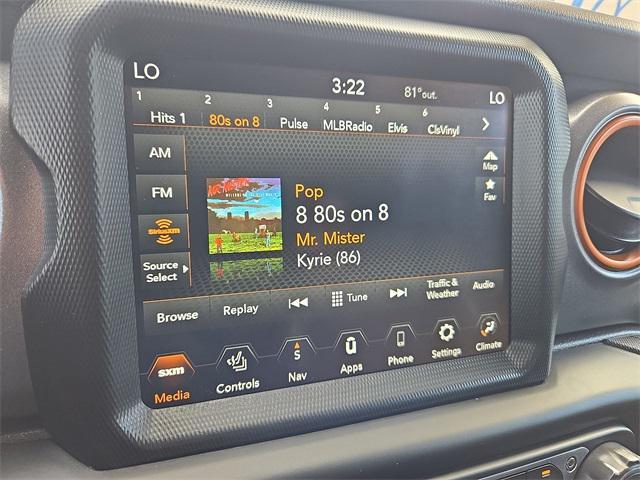 LO 3:22 81° out. LO
1 2 3 4 5 6
Hits 1 80s on 8 Pulse MLBRadio Elvis ClsVinyl
AM
FM
SiriusXM
Source
Select
Map
Fav
Pop
8 80s on 8
Mr. Mister
Kyrie (86)
Browse Replay Tune Traffic &
Weather Audio
sxm
Media Controls S
Nav Apps Phone Settings Climate